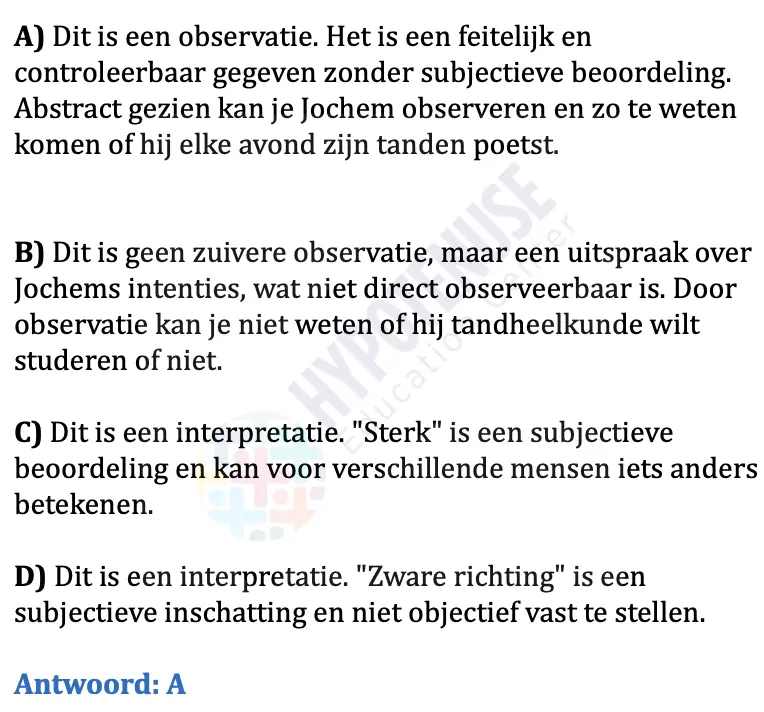 A) Dit is een observatie. Het is een feitelijk en
controleerbaar gegeven zonder subjectieve beoordeling.
Abstract gezien kan je Jochem observeren en zo te weten
komen of hij elke avond zijn tanden poetst.
B) Dit is geen zuivere observatie, maar een uitspraak over
Jochems intenties, wat niet direct observeerbaar is. Door
observatie kan je niet weten of hij tandheelkunde wilt
studeren of niet.
C) Dit is een interpretatie. "Sterk" is een subjectieve
beoordeling en kan voor verschillende mensen iets anders
betekenen.
D) Dit is een interpretatie. "Zware richting" is een
subjectieve inschatting en niet objectief vast te stellen.
Antwoord: A
HYPOTENUSE
Education Center